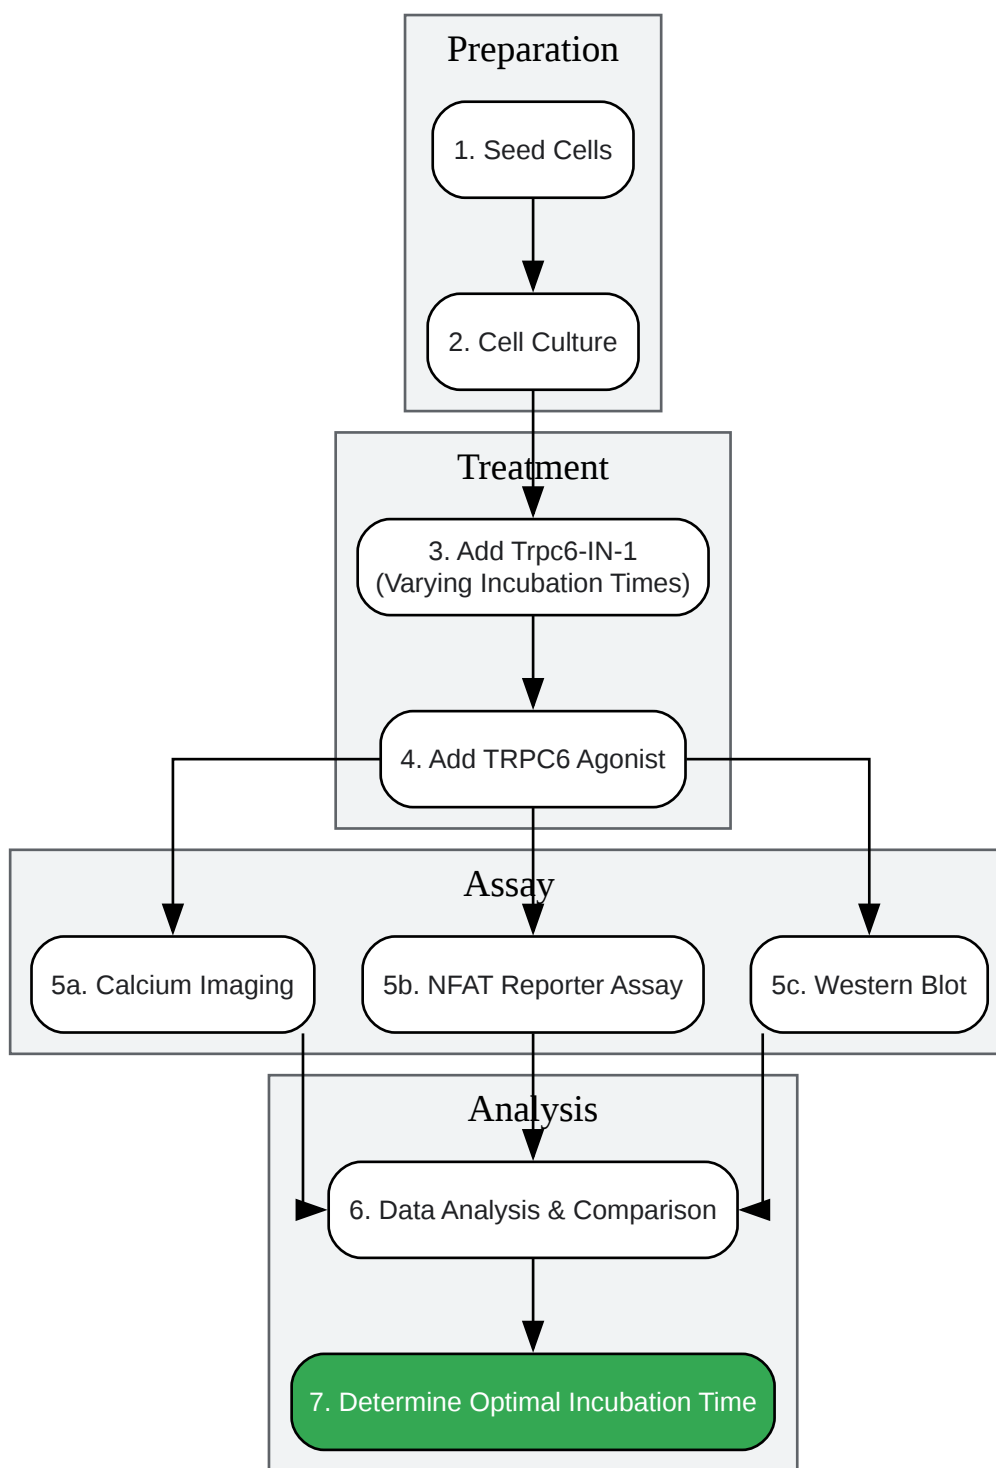 Preparation
1. Seed Cells
2. Cell Culture
Treatment
3. Add Trpc6-IN-1
(Varying Incubation Times)
4. Add TRPC6 Agonist
Assay
5a. Calcium Imaging
5b. NFAT Reporter Assay
5c. Western Blot
Analysis
6. Data Analysis & Comparison
7. Determine Optimal Incubation Time